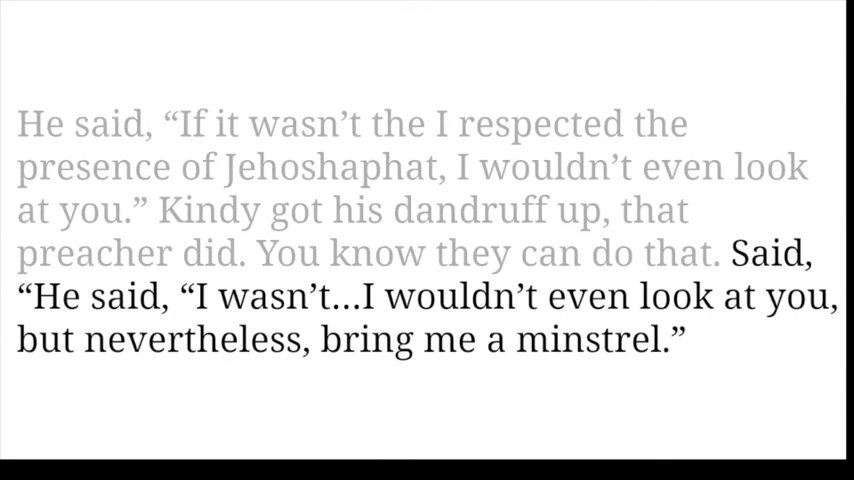 He said, “If it wasn’t the I respected the
presence of Jehoshaphat, I wouldn’t even look
at you.” Kindy got his dandruff up, that
preacher did. You know they can do that. Said,
“He said, “I wasn’t...I wouldn’t even look at you,
but nevertheless, bring me a minstrel.”